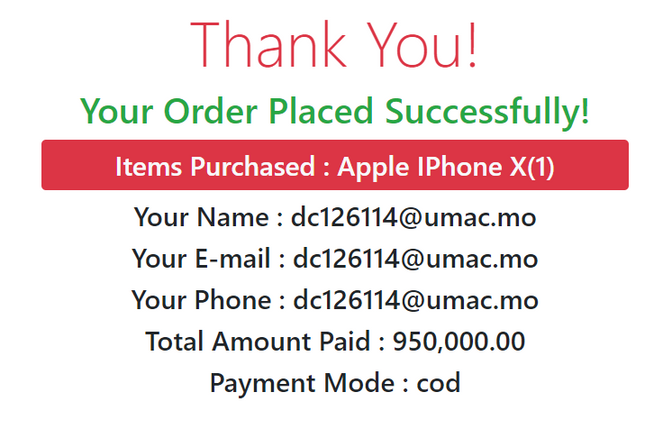 Thank You!
Your Order Placed Successfully!
Items Purchased : Apple IPhone X(1)
Your Name : dc126114@umac.mo
Your E-mail : dc126114@umac.mo
Your Phone : dc126114@umac.mo
Total Amount Paid : 950,000.00
Payment Mode : cod